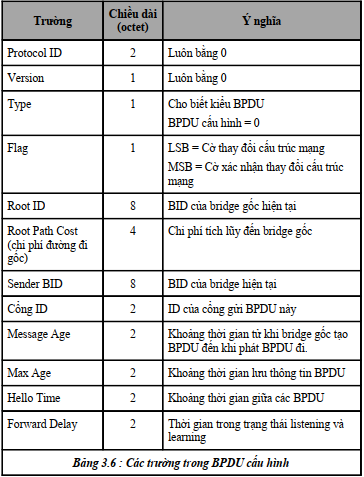 Trường Chiều dài (octet) Ý nghĩa
Protocol ID 2 Luôn bằng 0
Version 1 Luôn bằng 0
Type 1 Cho biết kiểu BPDU
BPDU cấu hình = 0
Flag 1 LSB = Cờ thay đổi cấu trúc mạng
MSB = Cờ xác nhận thay đổi cấu trúc
mạng
Root ID 8 BID của bridge gốc hiện tại
Root Path Cost 4 Chi phí tích lũy đến bridge gốc
(chi phí đường đi
gốc)
Sender BID 8 BID của bridge hiện tại
Cổng ID 2 ID của cổng gửi BPDU này
Message Age 2 Khoảng thời gian từ khi bridge gốc tạo
BPDU đến khi phát BPDU đi.
Max Age 2 Khoảng thời gian lưu thông tin BPDU
Hello Time 2 Khoảng thời gian giữa các BPDU
Forward Delay 2 Thời gian trong trạng thái listening và
learning
Bảng 3.6 : Các trường trong BPDU cấu hình